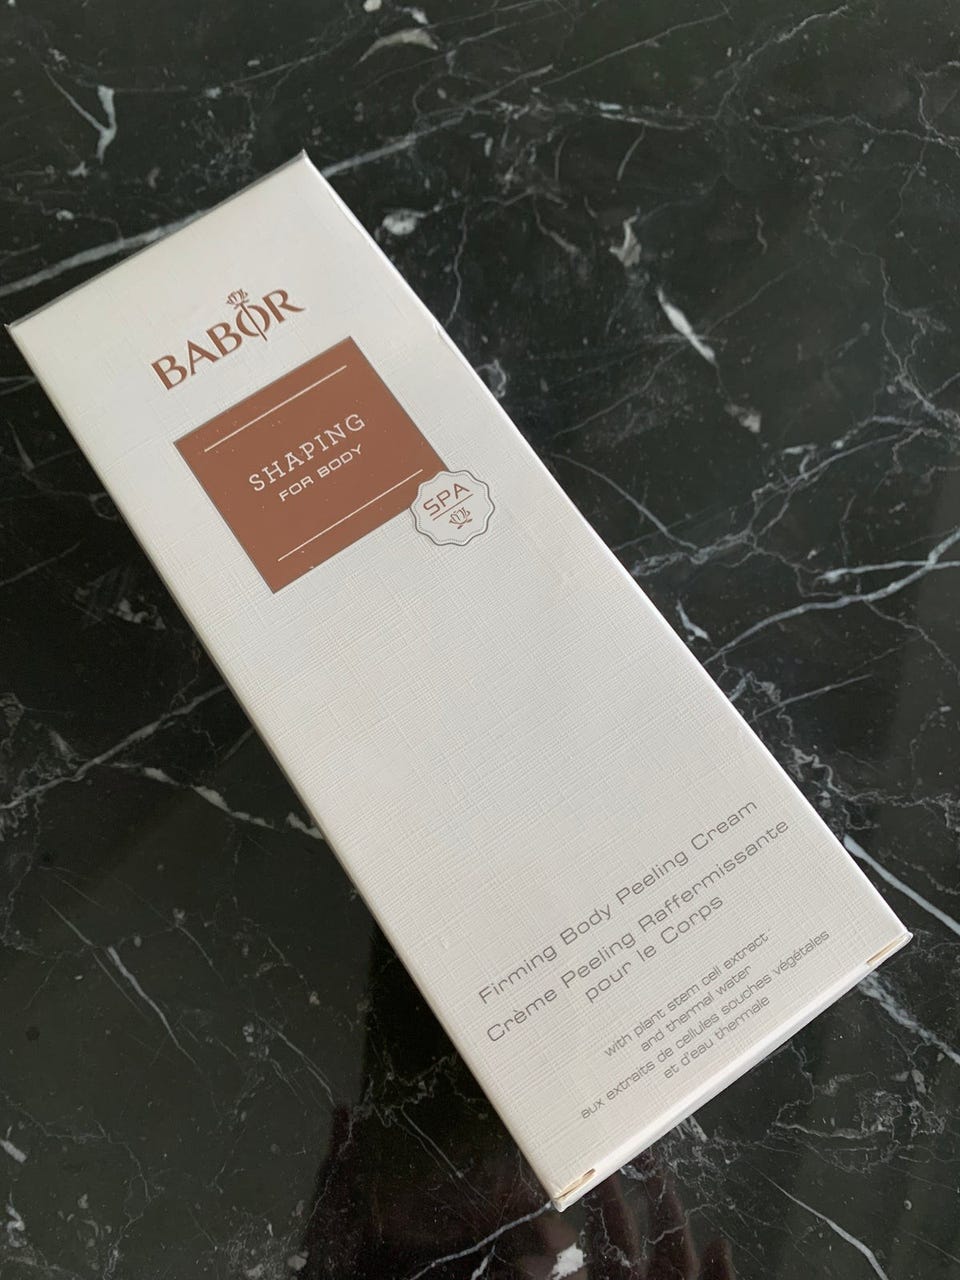 BABOR
SHAPING
FOR BODY
SPA
Firming Body Peeling Cream
Crème Peeling Raffermissante
pour le Corps
with plant stem cell extract
and thermal water
aux extraits de cellules souches végétales
et d'eau thermale